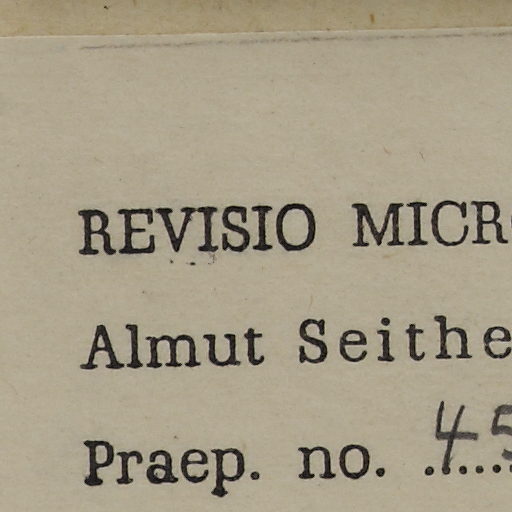 REVISIO MICR
Almut Seithe
Praep. no. 45